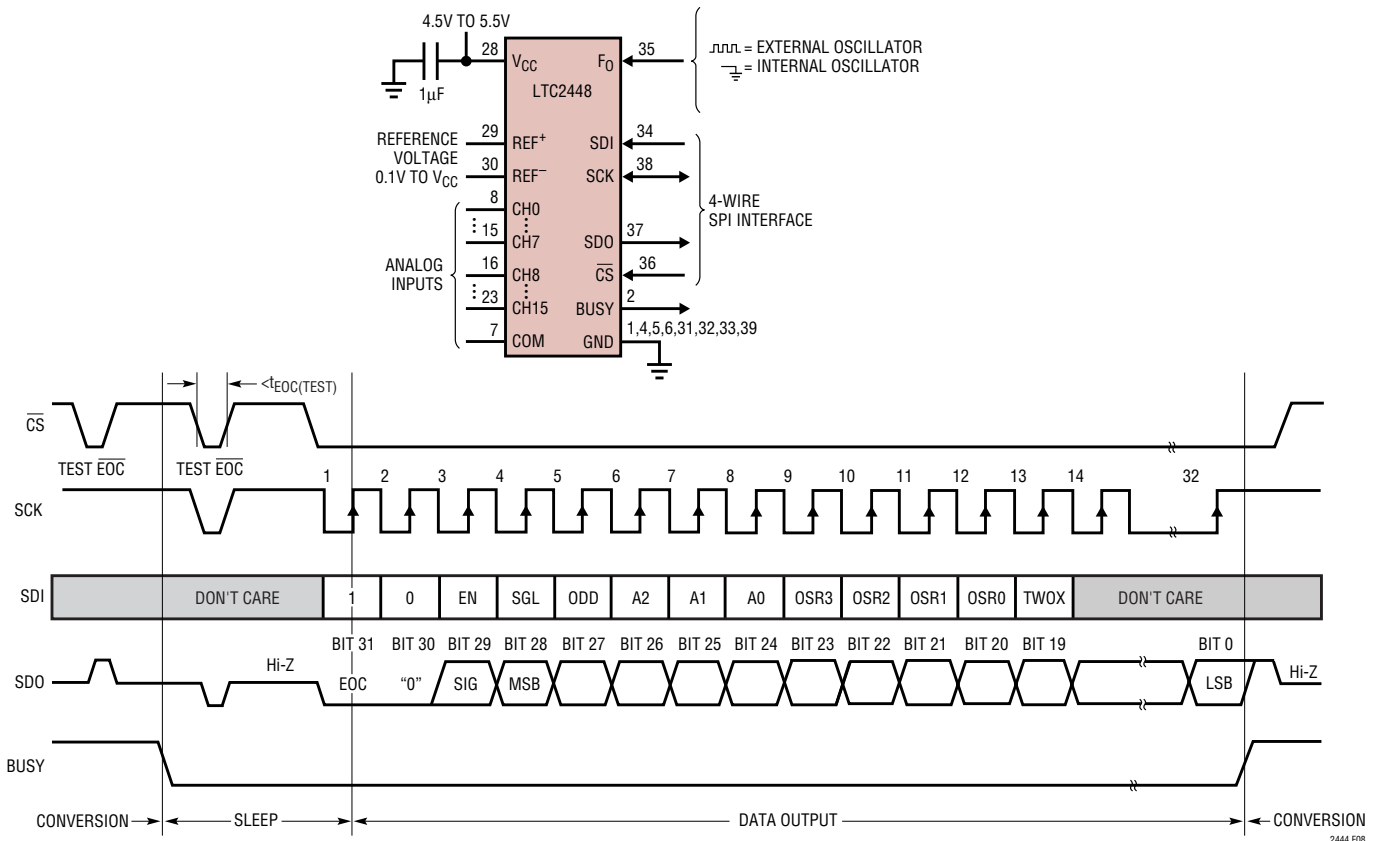 4.5V TO 5.5V
1µF
28
VCC
FO
35
= EXTERNAL OSCILLATOR
= INTERNAL OSCILLATOR
LTC2448
REFERENCE
VOLTAGE
0.1V TO VCC
29
REF+
30
REF–
SDI
34
SCK
38
4-WIRE
SPI INTERFACE
8
CH0
15
CH7
SDO
37
ANALOG
INPUTS
16
CH8
CS
36
23
CH15
BUSY
2
7
COM
GND
1,4,5,6,31,32,33,39
<tEOC(TEST)
CS
TEST EOC
TEST EOC
1 2 3 4 5 6 7 8 9 10 11 12 13 14 32
SCK
SDI
DON'T CARE
1 0 EN SGL ODD A2 A1 A0 OSR3 OSR2 OSR1 OSR0 TWOX
DON'T CARE
BIT 31 BIT 30 BIT 29 BIT 28 BIT 27 BIT 26 BIT 25 BIT 24 BIT 23 BIT 22 BIT 21 BIT 20 BIT 19 BIT 0
SDO
Hi-Z
EOC “0” SIG MSB LSB
Hi-Z
BUSY
CONVERSION SLEEP DATA OUTPUT CONVERSION
2444 F08